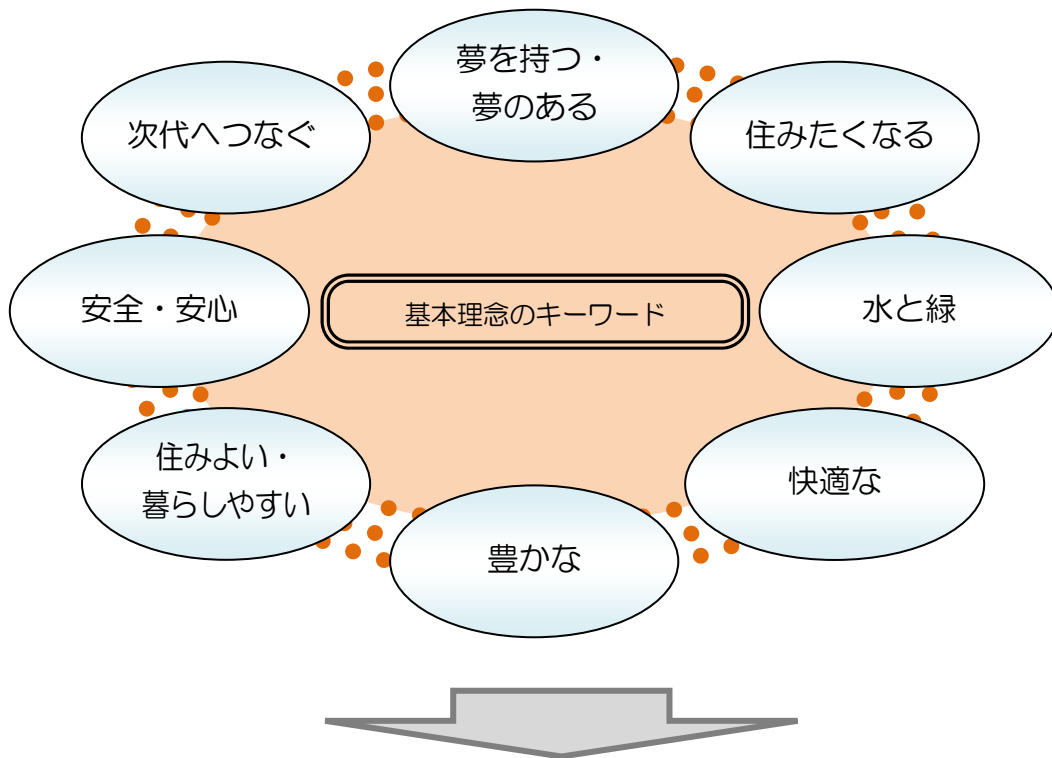 夢を持つ・
夢のある
次代へつなぐ
住みたくなる
安全・安心
基本理念のキーワード
水と緑
住みよい・
暮らしやすい
快適な
豊かな